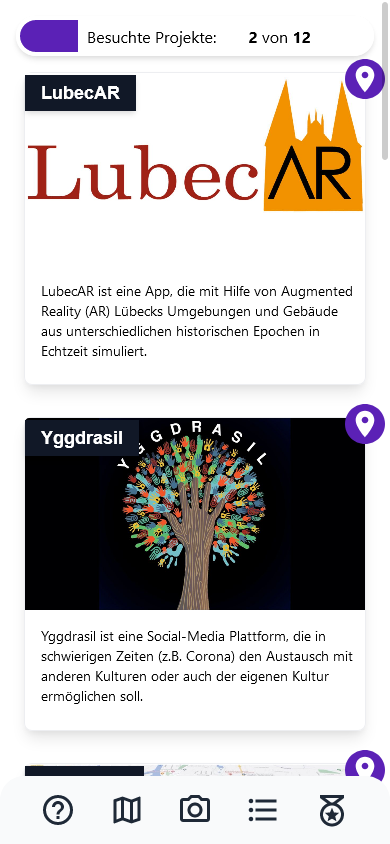 Besuchte Projekte: 2 von 12
LubecAR
LubecAR
LubecAR ist eine App, die mit Hilfe von Augmented
Reality (AR) Lübecks Umgebungen und Gebäude
aus unterschiedlichen historischen Epochen in
Echtzeit simuliert.
Yggdrasil
YGGDRASIL
Yggdrasil ist eine Social-Media Plattform, die in
schwierigen Zeiten (z.B. Corona) den Austausch mit
anderen Kulturen oder auch der eigenen Kultur
ermöglichen soll.